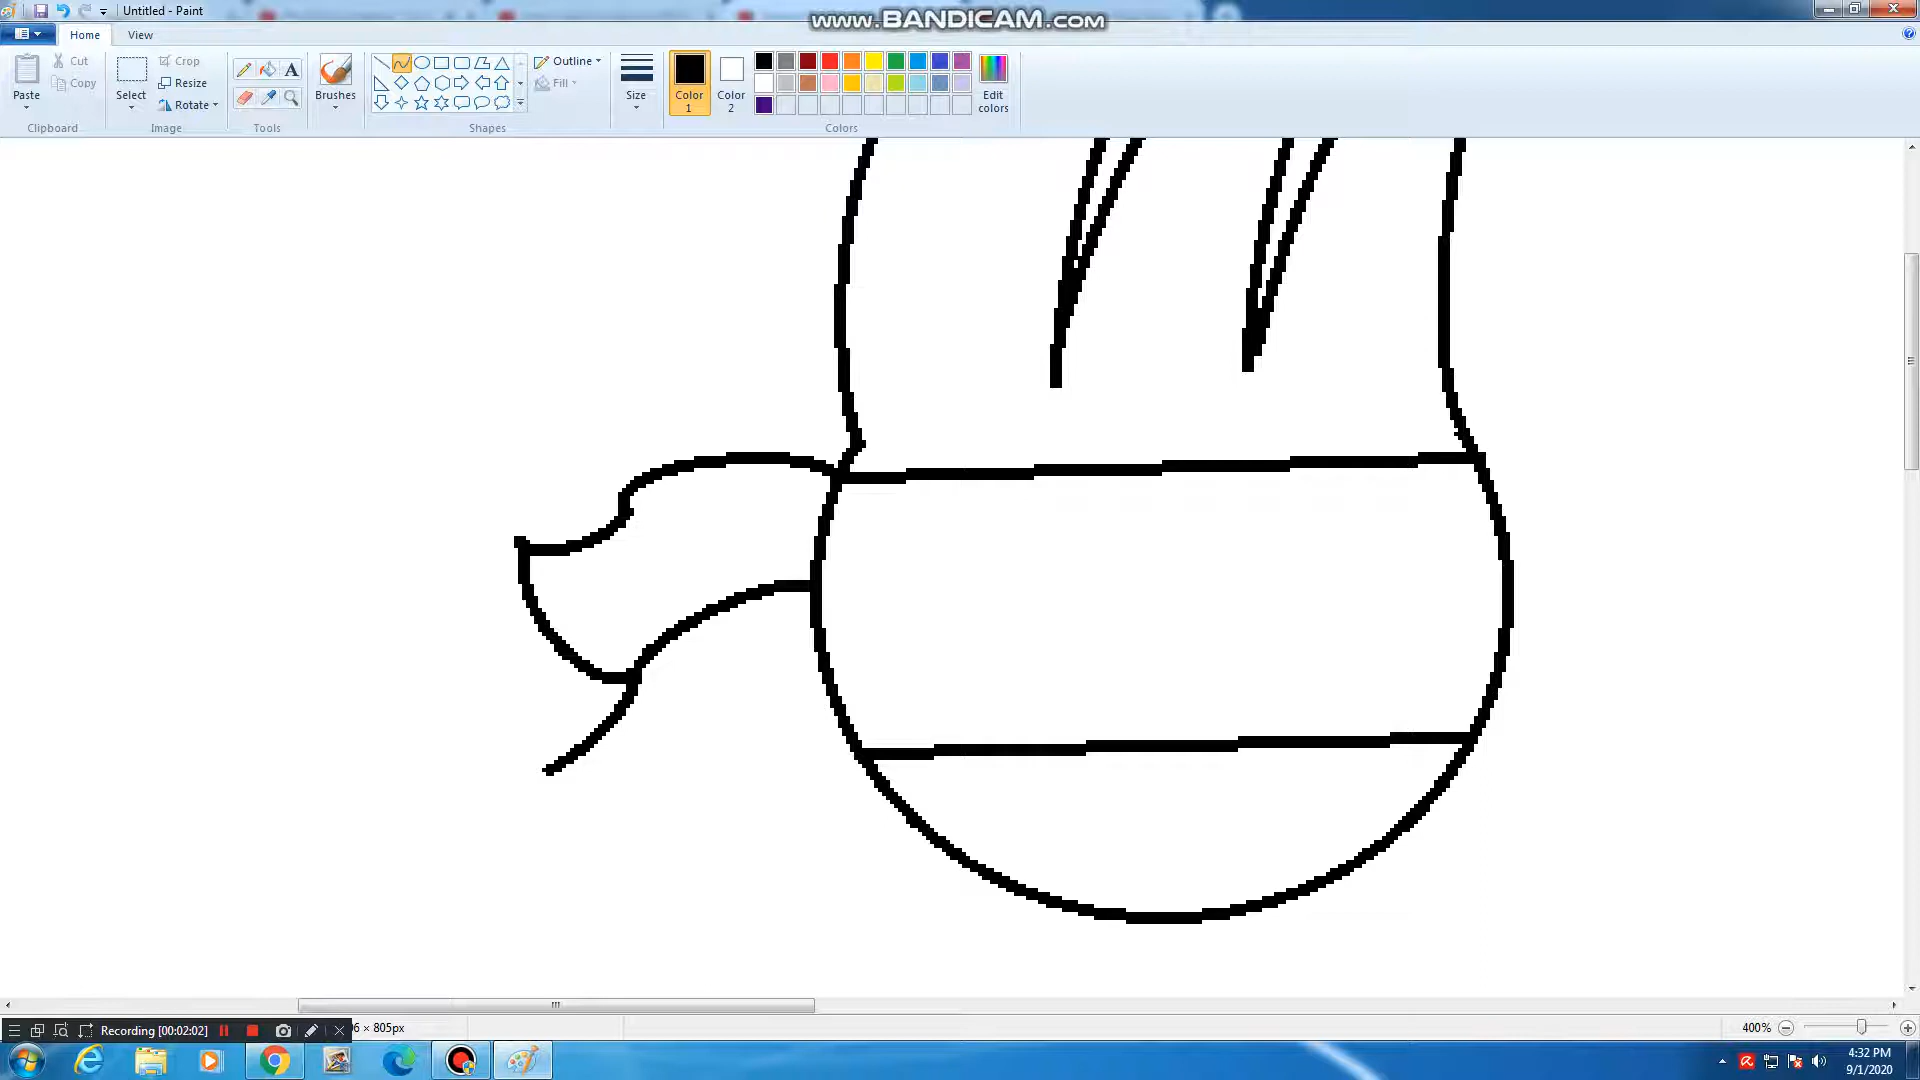 Untitled - Paint
www.BANDICAM.com
Home
View
Paste
Cut
Copy
Clipboard
Select
Crop
Resize
Rotate
Image
A
Tools
Brushes
Outline
Fill
Shapes
Size
Color 1
Color 2
Edit colors
Colors
Recording [00:02:02]
06 × 805px
400%
4:32 PM
9/1/2020